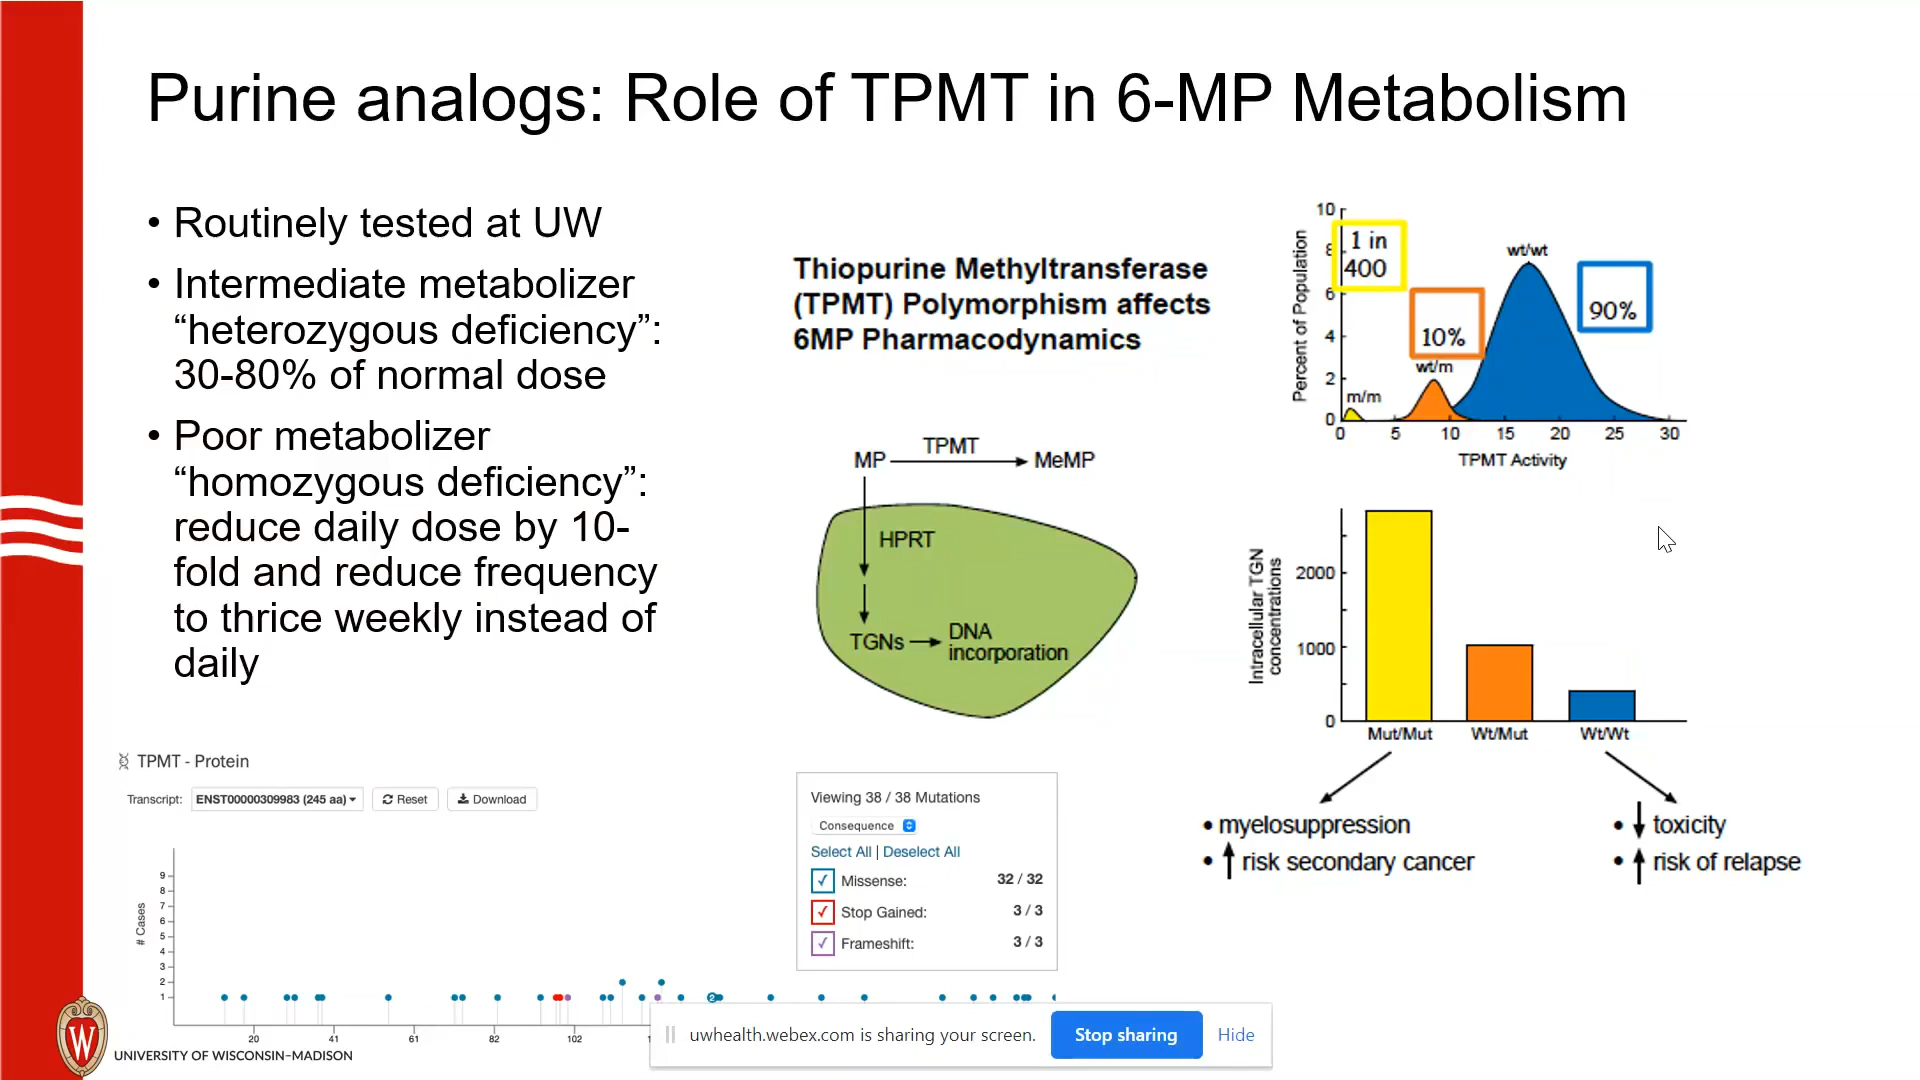 Purine analogs: Role of TPMT in 6-MP Metabolism
• Routinely tested at UW
• Intermediate metabolizer
“heterozygous deficiency”:
30-80% of normal dose
• Poor metabolizer
“homozygous deficiency”:
reduce daily dose by 10-
fold and reduce frequency
to thrice weekly instead of
daily
Thiopurine Methyltransferase
(TPMT) Polymorphism affects
6MP Pharmacodynamics
MP
TPMT
MeMP
HPRT
TGNs
DNA
incorporation
Percent of Population
10
8
6
4
2
0
1 in
400
10%
90%
m/m
wt/m
wt/wt
0 5 10 15 20 25 30
TPMT Activity
Intracellular TGN
concentrations
2000
1000
0
Mut/Mut Wt/Mut Wt/Wt
• myelosuppression
• ↑ risk secondary cancer
• ↓ toxicity
• ↑ risk of relapse
TPMT - Protein
Transcript: ENST00000309983 (245 aa) Reset Download
# Cases
9
8
7
6
5
4
3
2
1
2
20 41 61 82 102
Viewing 38 / 38 Mutations
Consequence
Select All | Deselect All
Missense: 32 / 32
Stop Gained: 3 / 3
Frameshift: 3 / 3
W
UNIVERSITY OF WISCONSIN–MADISON
uwhealth.webex.com is sharing your screen. Stop sharing Hide